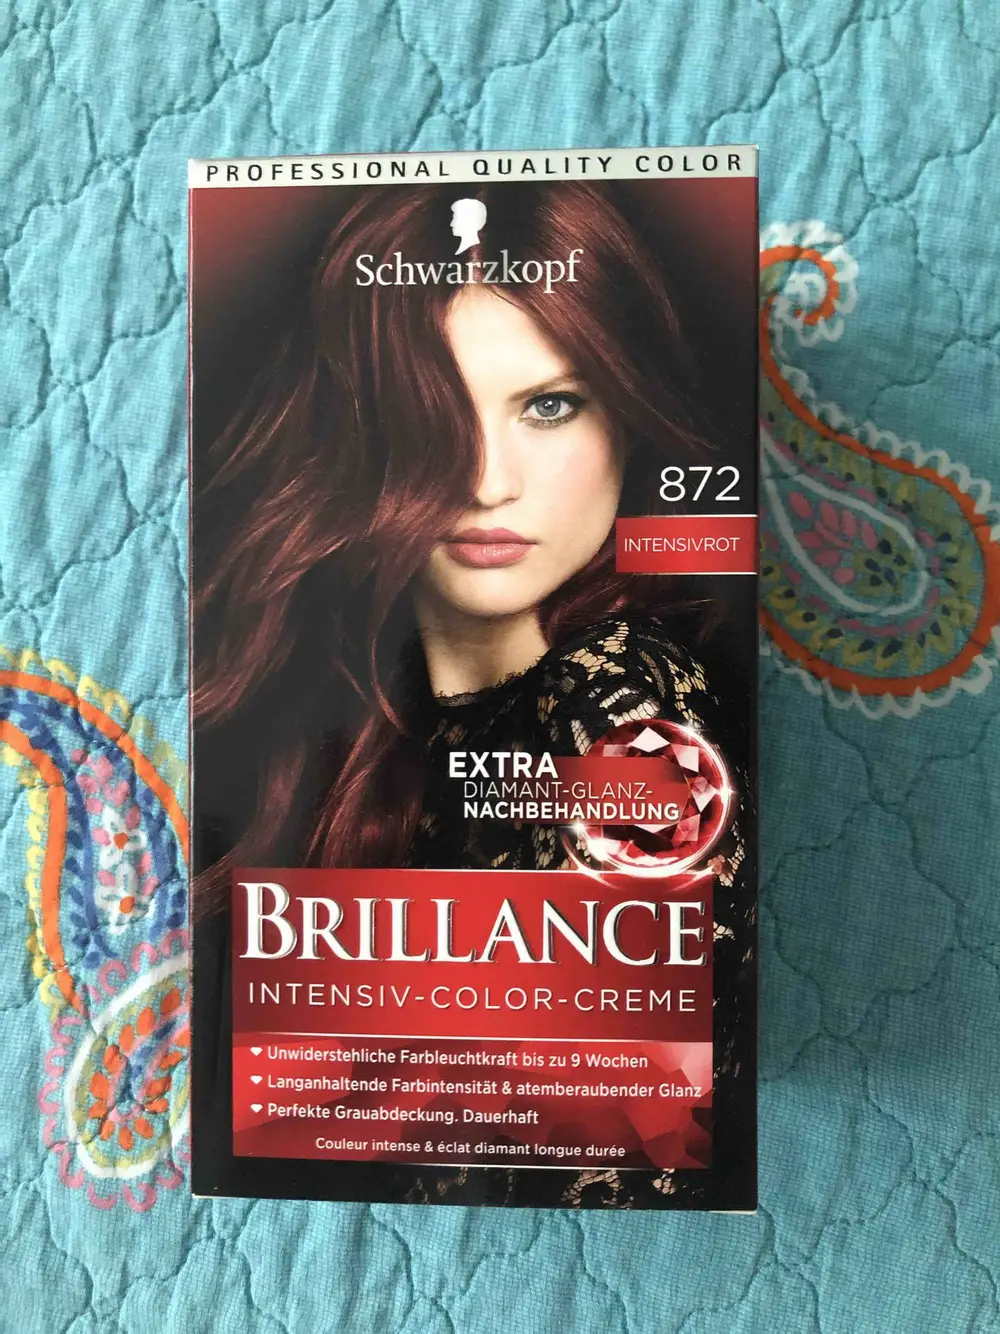 PROFESSIONAL QUALITY COLOR
Schwarzkopf
872
INTENSIVROT
EXTRA
DIAMANT-GLANZ-
NACHBEHANDLUNG
BRILLANCE
INTENSIV-COLOR-CREME
Unwiderstehliche Farbleuchtkraft bis zu 9 Wochen
Langanhaltende Farbintensität & atemberaubender Glanz
Perfekte Grauabdeckung. Dauerhaft
Couleur intense & éclat diamant longue durée